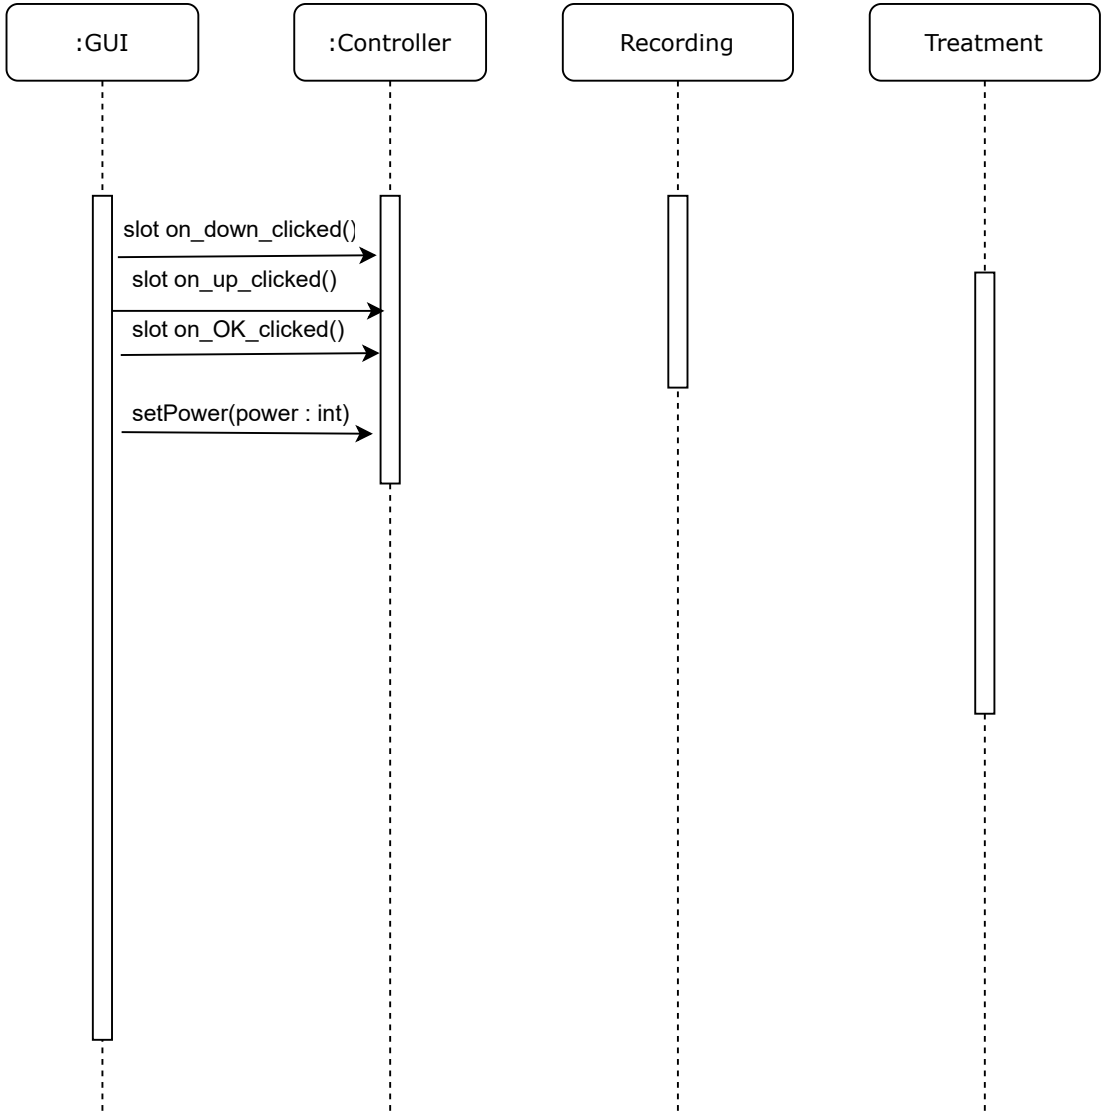 :GUI
:Controller
Recording
Treatment
slot on_down_clicked()
slot on_up_clicked()
slot on_OK_clicked()
setPower(power : int)